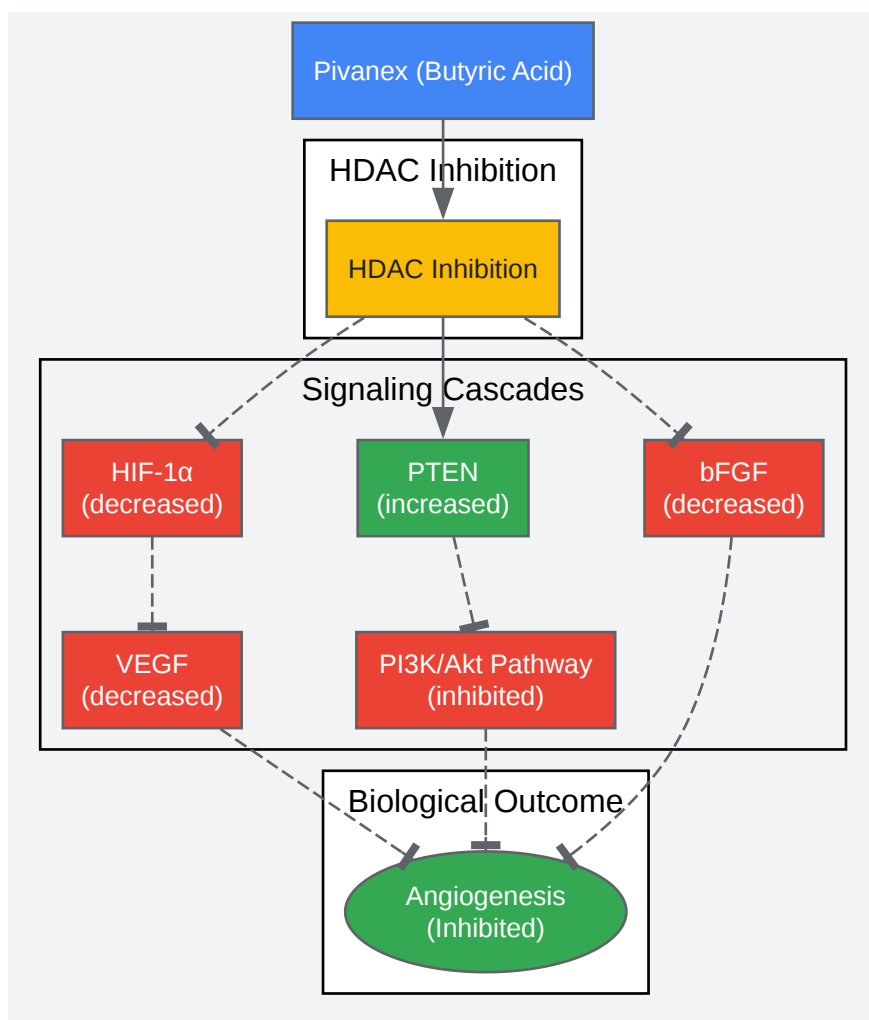 Pivanex (Butyric Acid)
HDAC Inhibition
HDAC Inhibition
Signaling Cascades
HIF-1α
(decreased)
PTEN
(increased)
bFGF
(decreased)
VEGF
(decreased)
PI3K/Akt Pathway
(inhibited)
Biological Outcome
Angiogenesis
(Inhibited)